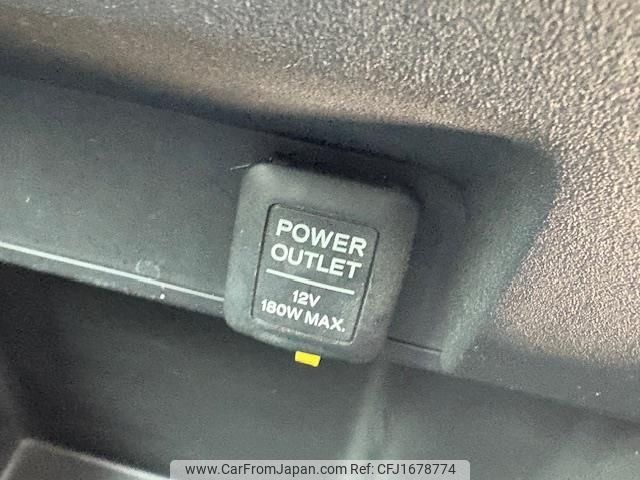 POWER
OUTLET
12V
180W MAX.
www.CarFromJapan.com Ref: CFJ1678774